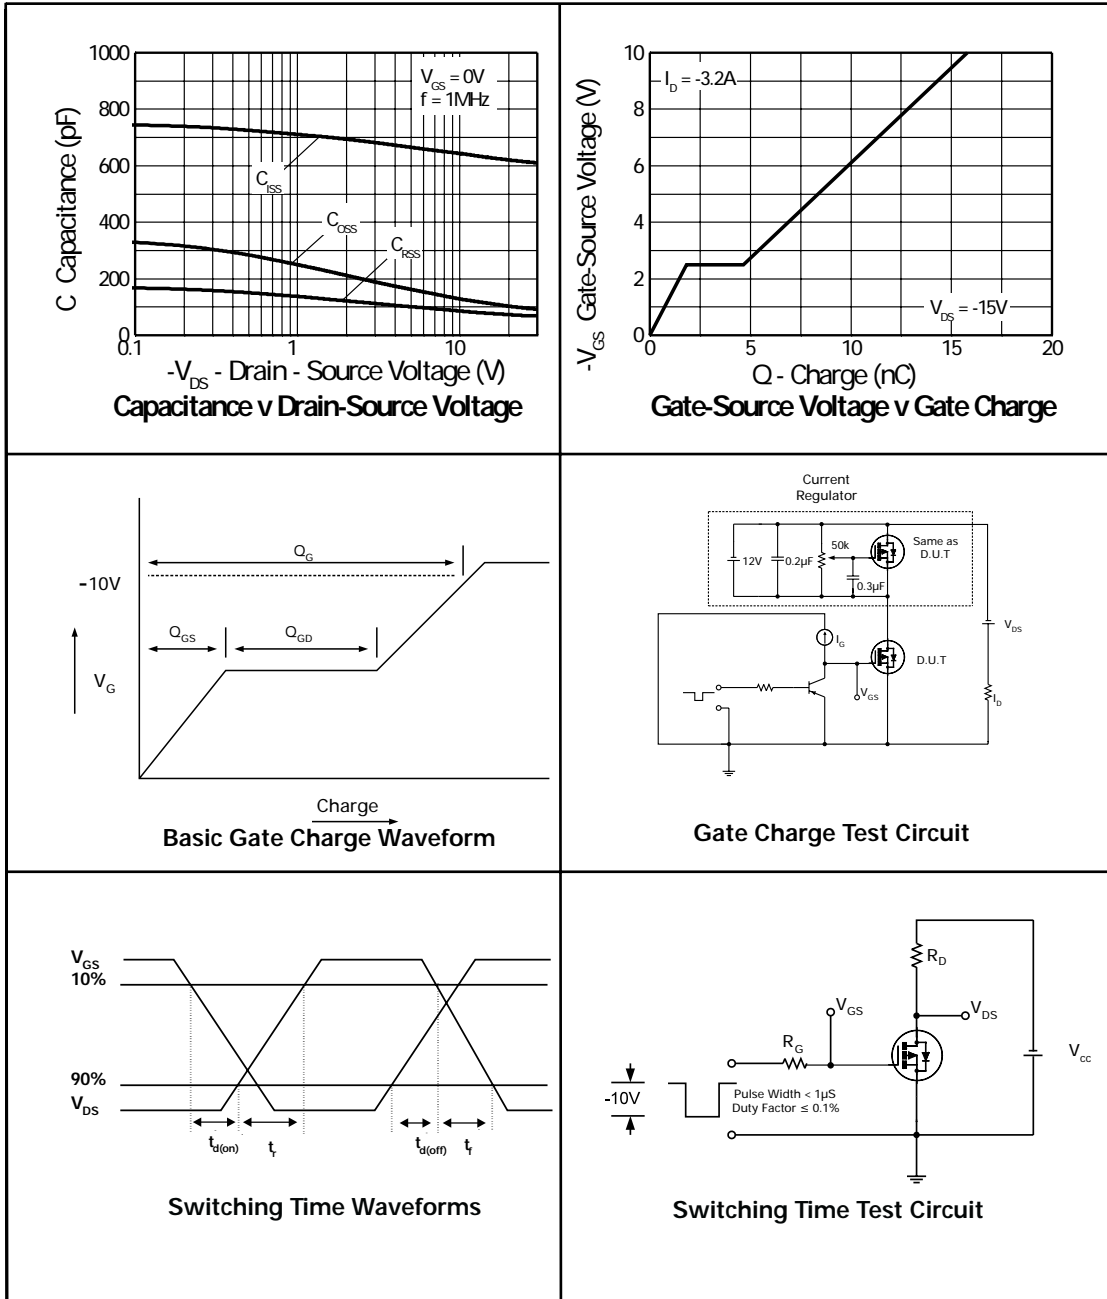 1000
800
600
400
200
0
0.1
1
10
C Capacitance (pF)
V_GS = 0V
f = 1MHz
C_ISS
C_OSS
C_RSS
-V_DS - Drain - Source Voltage (V)
Capacitance v Drain-Source Voltage
10
8
6
4
2
0
0
5
10
15
20
-V_GS Gate-Source Voltage (V)
I_D = -3.2A
V_DS = -15V
Q - Charge (nC)
Gate-Source Voltage v Gate Charge
Q_G
-10V
Q_GS
Q_GD
V_G
Charge
Basic Gate Charge Waveform
Current
Regulator
12V
0.2µF
50k
Same as
D.U.T
0.3µF
I_G
V_DS
D.U.T
V_GS
I_D
Gate Charge Test Circuit
V_GS
10%
90%
V_DS
t_d(on)
t_r
t_d(off)
t_f
Switching Time Waveforms
R_D
V_GS
V_DS
R_G
V_cc
-10V
Pulse Width < 1µS
Duty Factor ≤ 0.1%
Switching Time Test Circuit